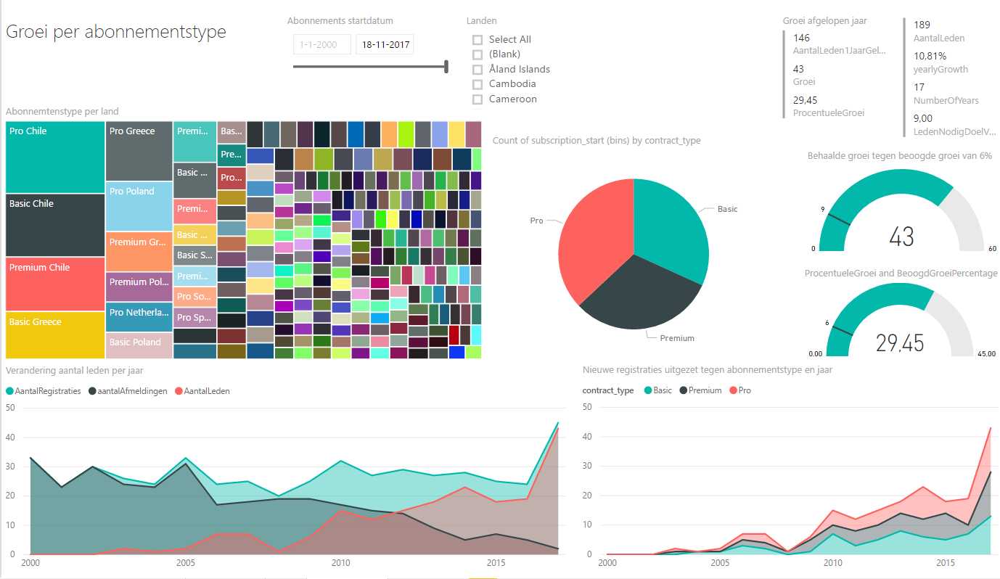 Groei per abonnementstype
Abonnements startdatum
1-1-2000
18-11-2017
Landen
Select All
(Blank)
Åland Islands
Cambodia
Cameroon
Groei afgelopen jaar
146
AantalLeden1JaarGel...
43
Groei
29,45
ProcentueleGroei
189
AantalLeden
10,81%
yearlyGrowth
17
NumberOfYears
9,00
LedenNodigDoelV...
Abonnemtenstype per land
Pro Chile
Basic Chile
Premium Chile
Basic Greece
Pro Greece
Pro Poland
Premium Gr...
Premium Pol...
Pro Netherla...
Basic Poland
Premi...
Basic ...
Premi...
Basic ...
Basic S...
Premi...
Pro So...
Pro Sp...
Bas...
Pre...
Pro...
Count of subscription_start (bins) by contract_type
Basic
Pro
Premium
Behaalde groei tegen beoogde groei van 6%
9
43
0
60
ProcentueleGroei and BeoogdGroeiPercentage
6
29,45
0,00
45,00
Verandering aantal leden per jaar
AantalRegistraties aantalAfmeldingen AantalLeden
50
40
30
20
10
0
2000 2005 2010 2015
Nieuwe registraties uitgezet tegen abonnementstype en jaar
contract_type Basic Premium Pro
50
40
30
20
10
0
2000 2005 2010 2015